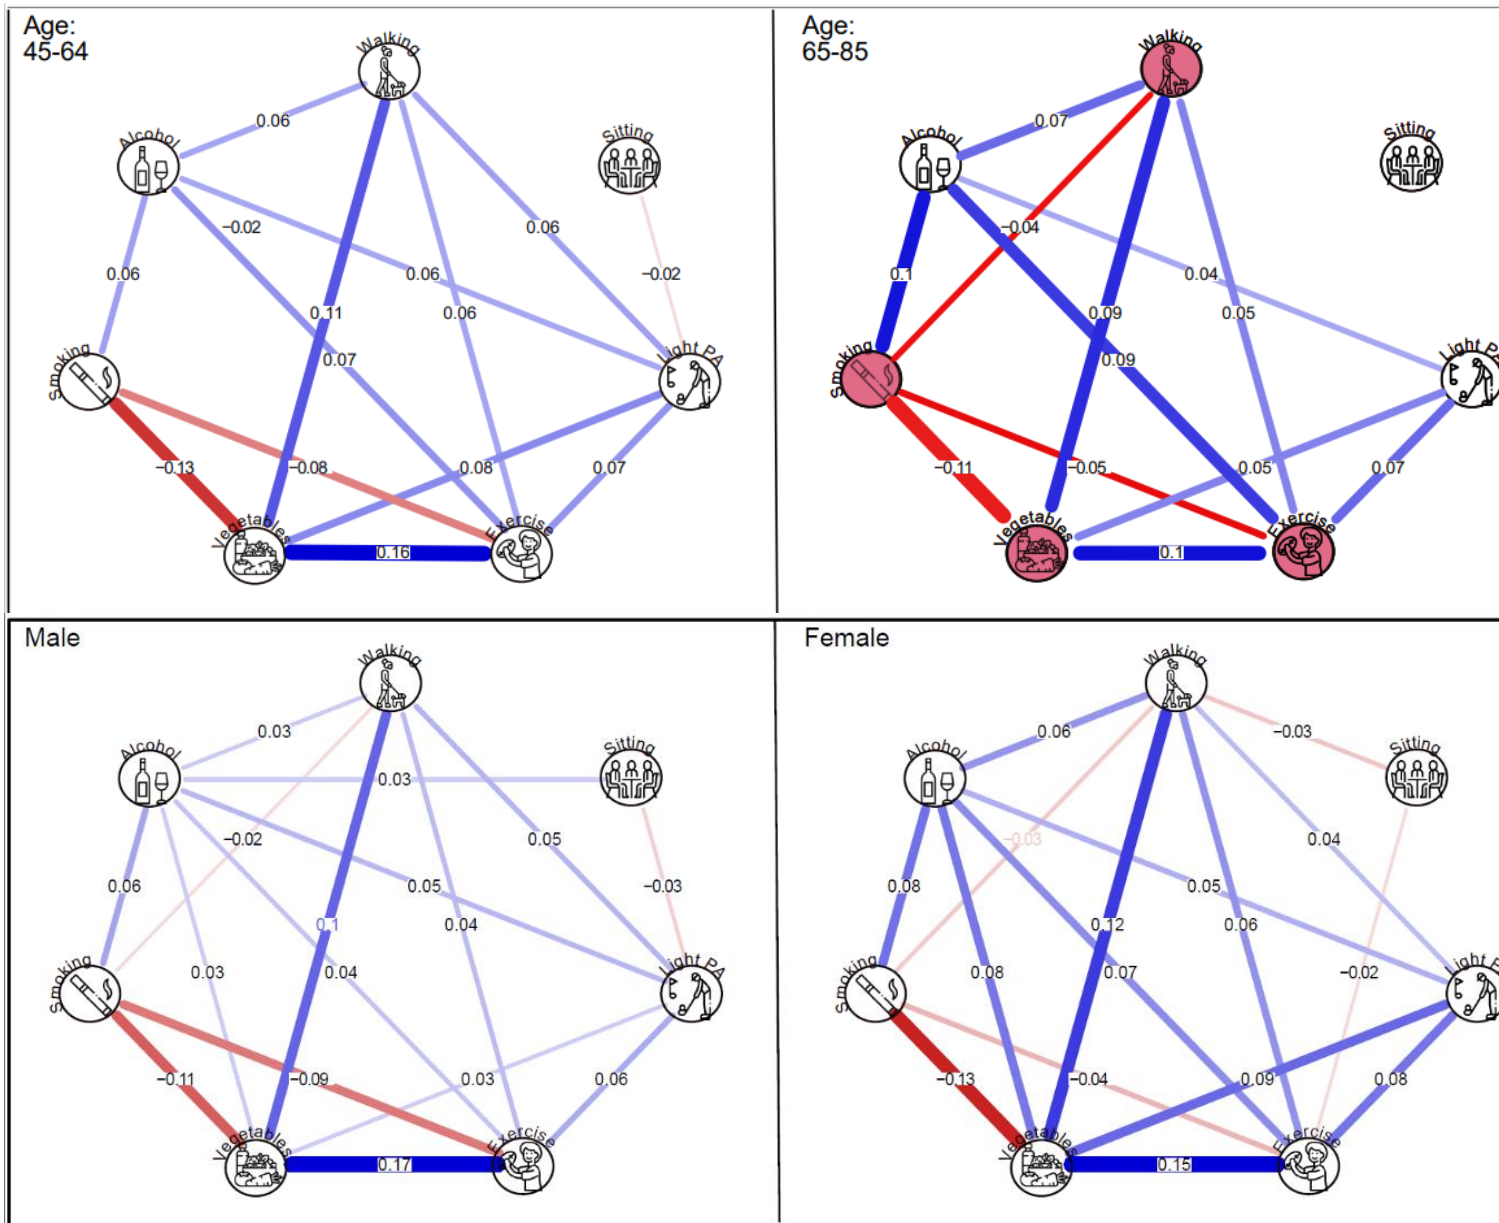 Age:
45-64
Walking
Alcohol
Sitting
Smoking
Light PA
Vegetables
Exercise
0.06
−0.02
0.06
0.06
0.06
−0.02
0.11
0.06
0.07
−0.13
−0.08
0.08
0.07
0.16
Age:
65-85
Walking
Alcohol
Sitting
Smoking
Light PA
Vegetables
Exercise
0.07
−0.04
0.1
0.04
0.09
0.05
0.09
−0.11
−0.05
0.05
0.07
0.1
Male
Walking
Alcohol
Sitting
Smoking
Light PA
Vegetables
Exercise
0.03
0.03
−0.02
0.05
0.06
0.05
−0.03
0.1
0.04
0.03
0.04
−0.11
−0.09
0.03
0.06
0.17
Female
Walking
Alcohol
Sitting
Smoking
Light P
Vegetables
Exercise
0.06
−0.03
−0.03
0.04
0.08
0.05
0.12
0.06
0.08
0.07
−0.02
−0.13
−0.04
0.09
0.08
0.15